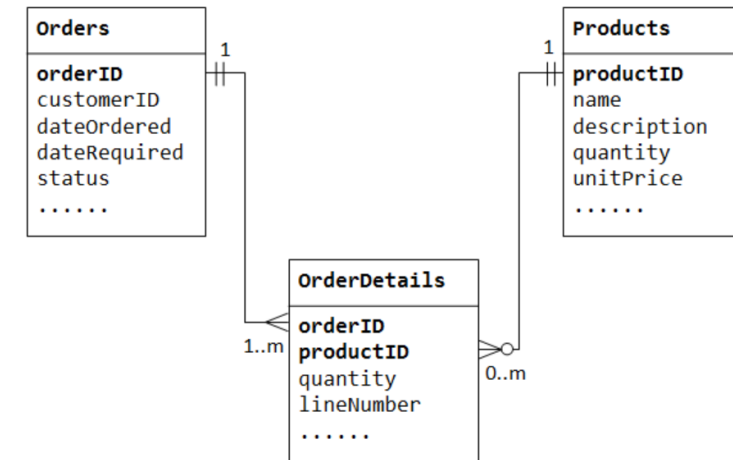 Orders
orderID
customerID
dateOrdered
dateRequired
status
......
1
1
Products
productID
name
description
quantity
unitPrice
......
OrderDetails
orderID
productID
quantity
lineNumber
......
1..m
0..m